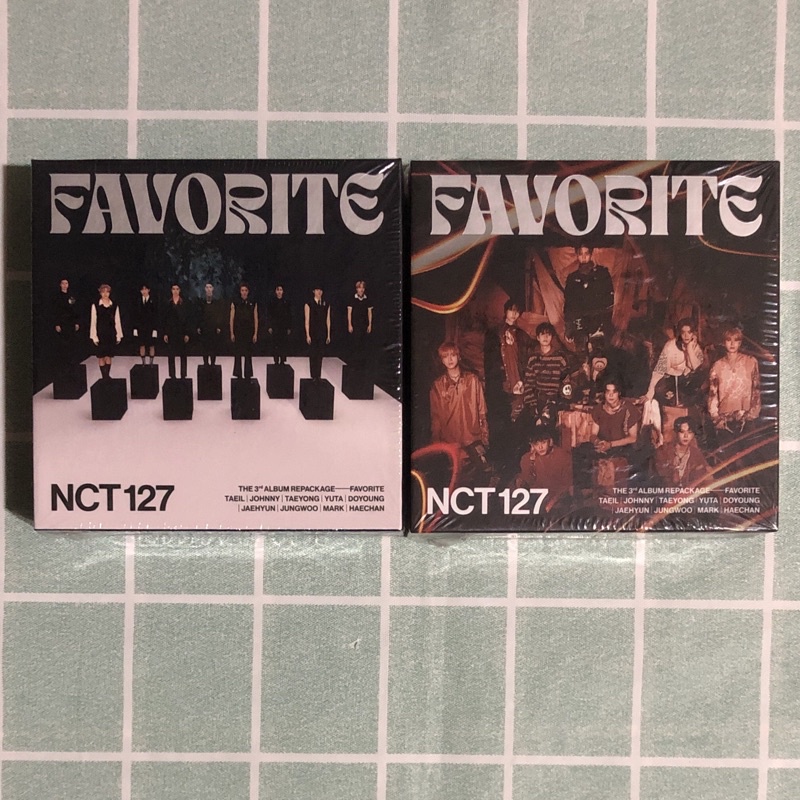 FAVORITE
NCT 127
THE 3rd ALBUM REPACKAGE——FAVORITE
TAEIL | JOHNNY | TAEYONG | YUTA | DOYOUNG
| JAEHYUN | JUNGWOO | MARK | HAECHAN
FAVORITE
NCT 127
THE 3rd ALBUM REPACKAGE——FAVORITE
TAEIL | JOHNNY | TAEYONG | YUTA | DOYOUNG
| JAEHYUN | JUNGWOO | MARK | HAECHAN